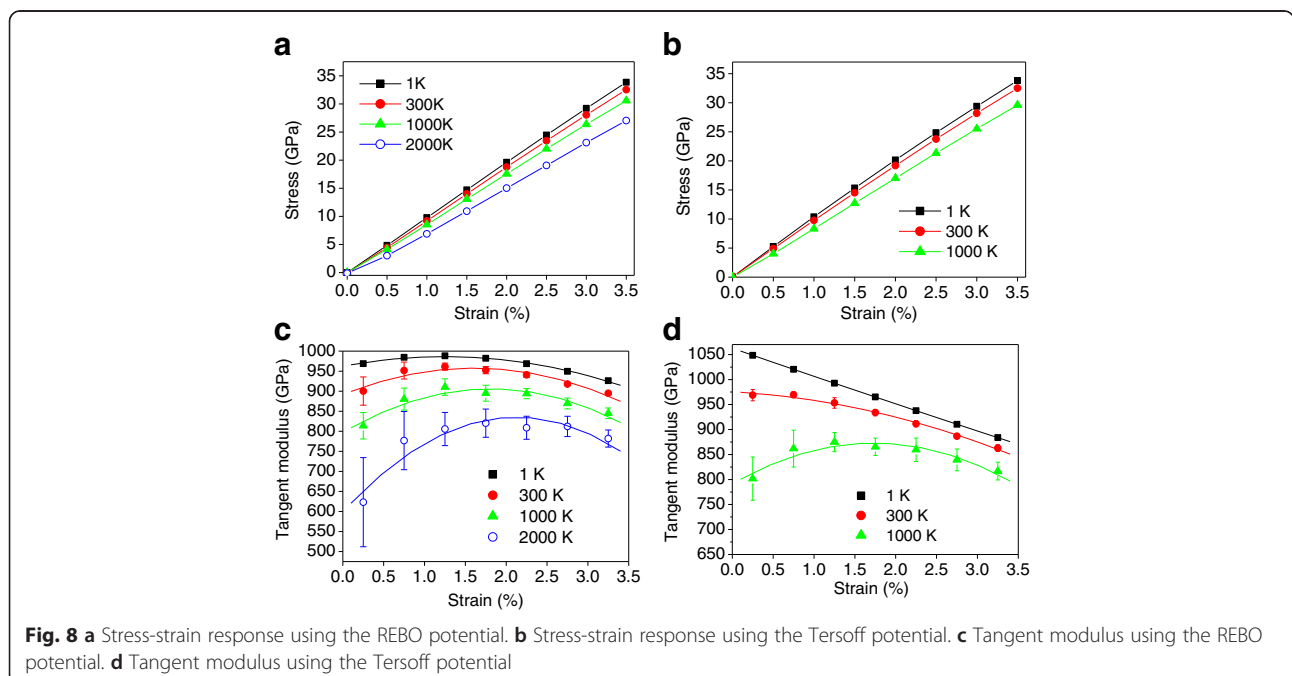 a
35
30
25
20
15
10
5
0
Stress (GPa)
1K
300K
1000K
2000K
0.0 0.5 1.0 1.5 2.0 2.5 3.0 3.5
Strain (%)
b
35
30
25
20
15
10
5
0
Stress (GPa)
1 K
300 K
1000 K
0.0 0.5 1.0 1.5 2.0 2.5 3.0 3.5
Strain (%)
c
1000
950
900
850
800
750
700
650
600
550
500
Tangent modulus (GPa)
1 K
300 K
1000 K
2000 K
0.0 0.5 1.0 1.5 2.0 2.5 3.0 3.5
Strain (%)
d
1050
1000
950
900
850
800
750
700
650
Tangent modulus (GPa)
1 K
300 K
1000 K
0.0 0.5 1.0 1.5 2.0 2.5 3.0 3.5
Strain (%)
Fig. 8 a Stress-strain response using the REBO potential. b Stress-strain response using the Tersoff potential. c Tangent modulus using the REBO
potential. d Tangent modulus using the Tersoff potential